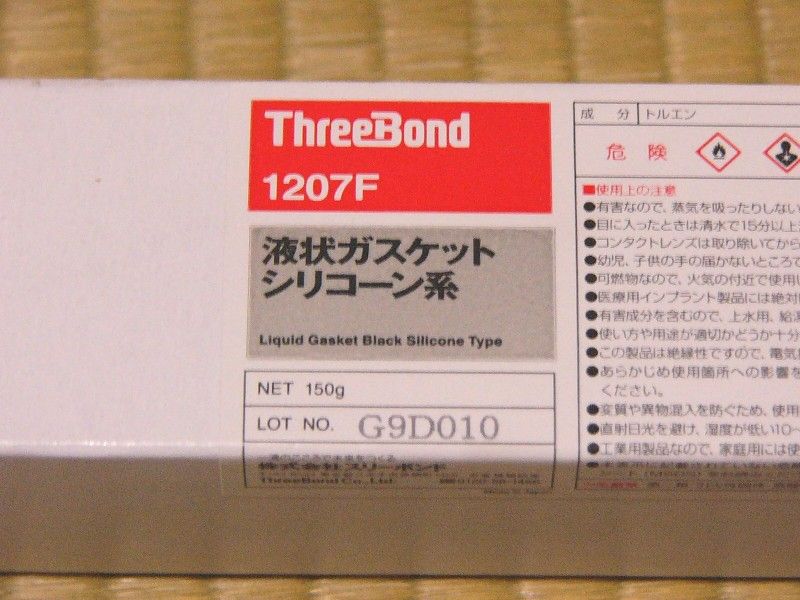 ThreeBond
1207F
液状ガスケット
シリコーン系
Liquid Gasket Black Silicone Type
NET 150g
LOT NO. G9D010
株式会社スリーボンド
ThreeBond Co., Ltd.
成 分 トルエン
危 険
■使用上の注意
●有害なので、蒸気を吸ったりしない
●目に入ったときは清水で15分以上
●コンタクトレンズは取り除いてから
●幼児、子供の手の届かないところで
●可燃物なので、火気の付近で使用
●医療用インプラント製品には絶対
●有害成分を含むので、上水用、給
●使い方や用途が適切かどうか十分
●この製品は絶縁性ですので、電気
●あらかじめ使用箇所への影響を
ください。
●変質や異物混入を防ぐため、使用
●直射日光を避け、湿度が低い10〜
●工業用製品なので、家庭用には使